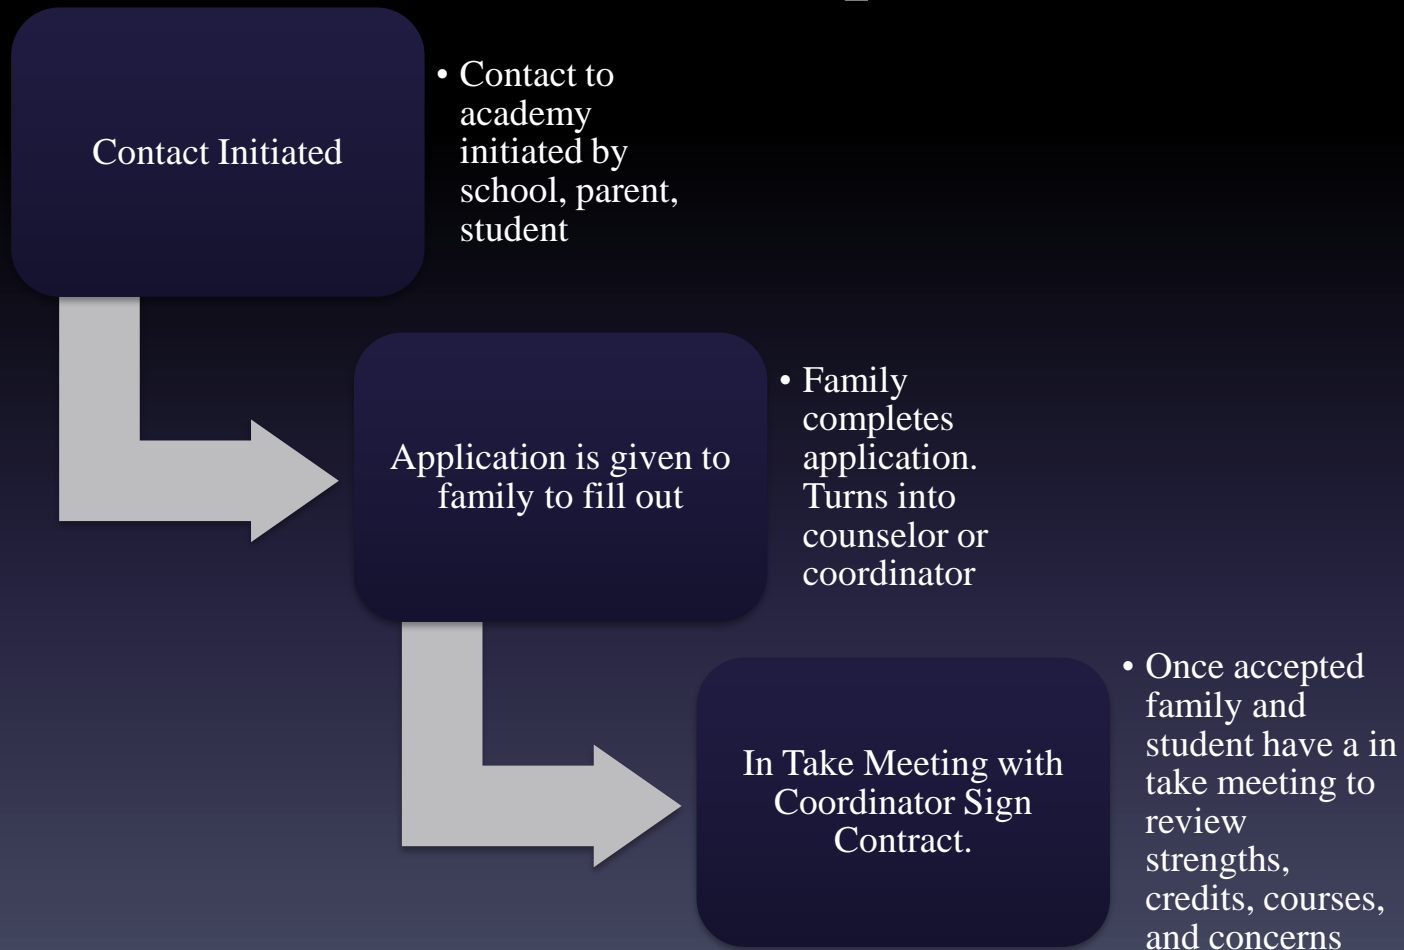 Contact Initiated
• Contact to
academy
initiated by
school, parent,
student
Application is given to
family to fill out
• Family
completes
application.
Turns into
counselor or
coordinator
In Take Meeting with
Coordinator Sign
Contract.
• Once accepted
family and
student have a in
take meeting to
review
strengths,
credits, courses,
and concerns